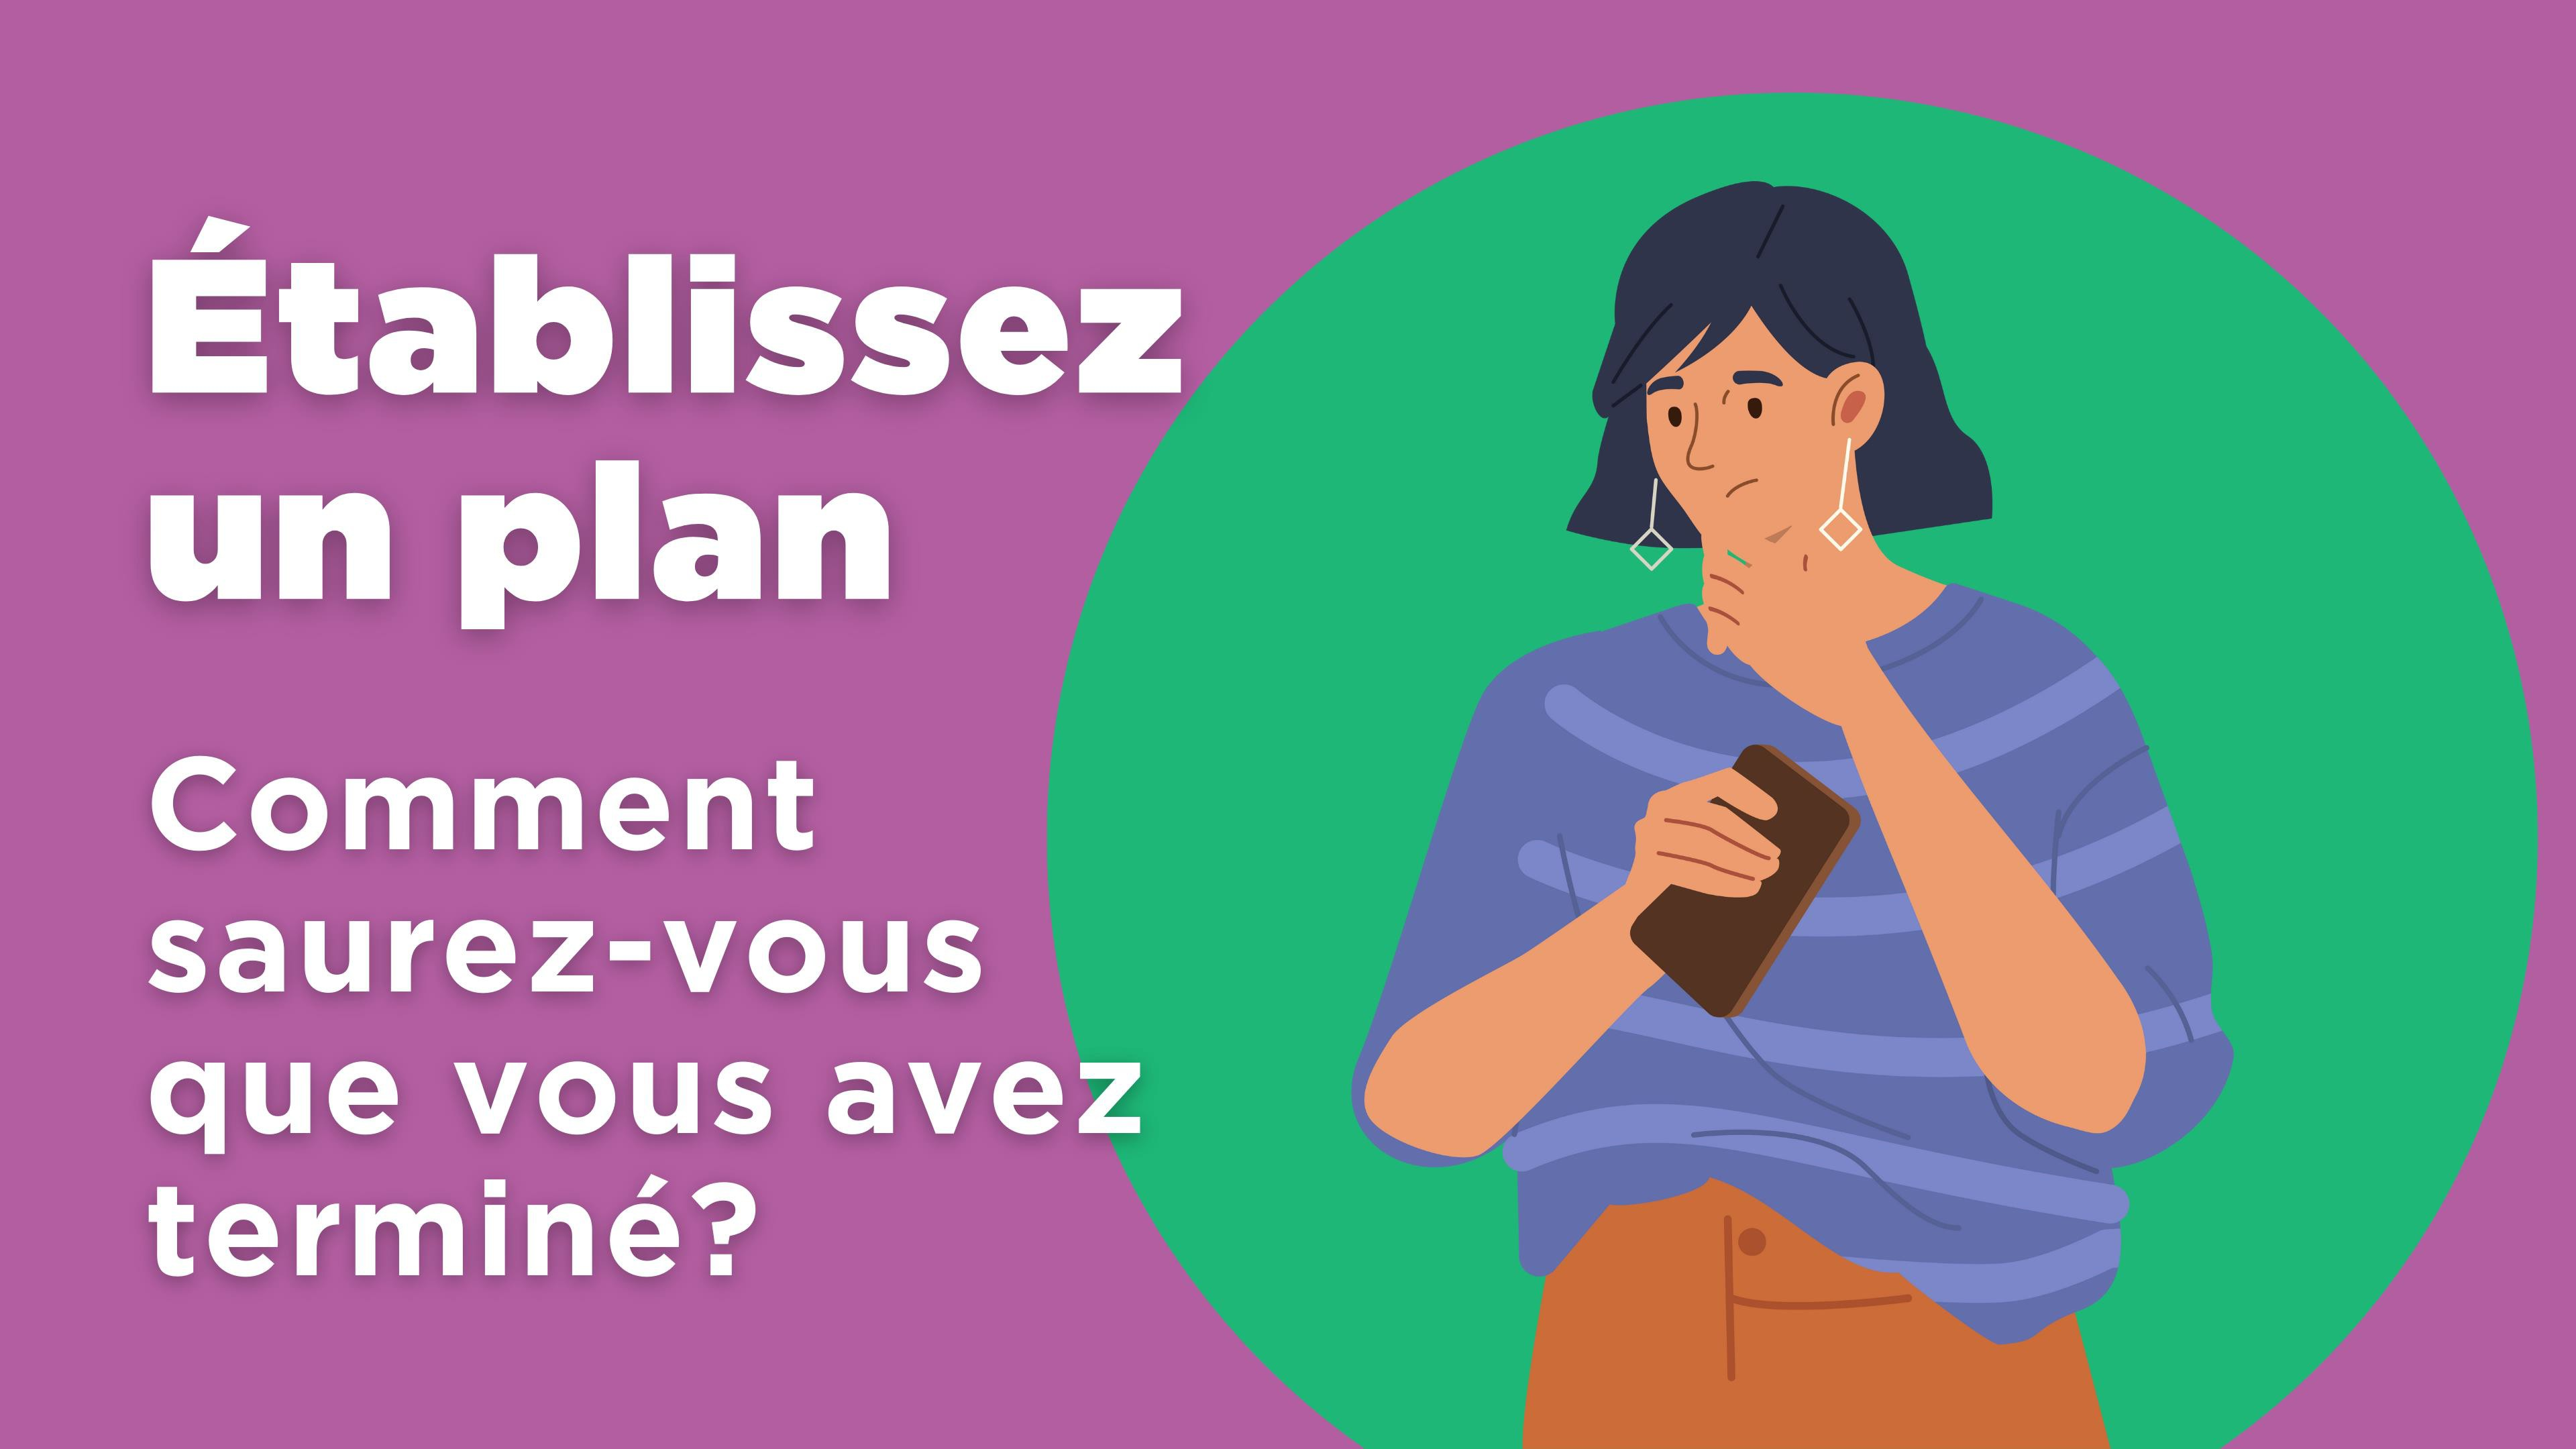 Établissez
un plan
Comment
saurez-vous
que vous avez
terminé?